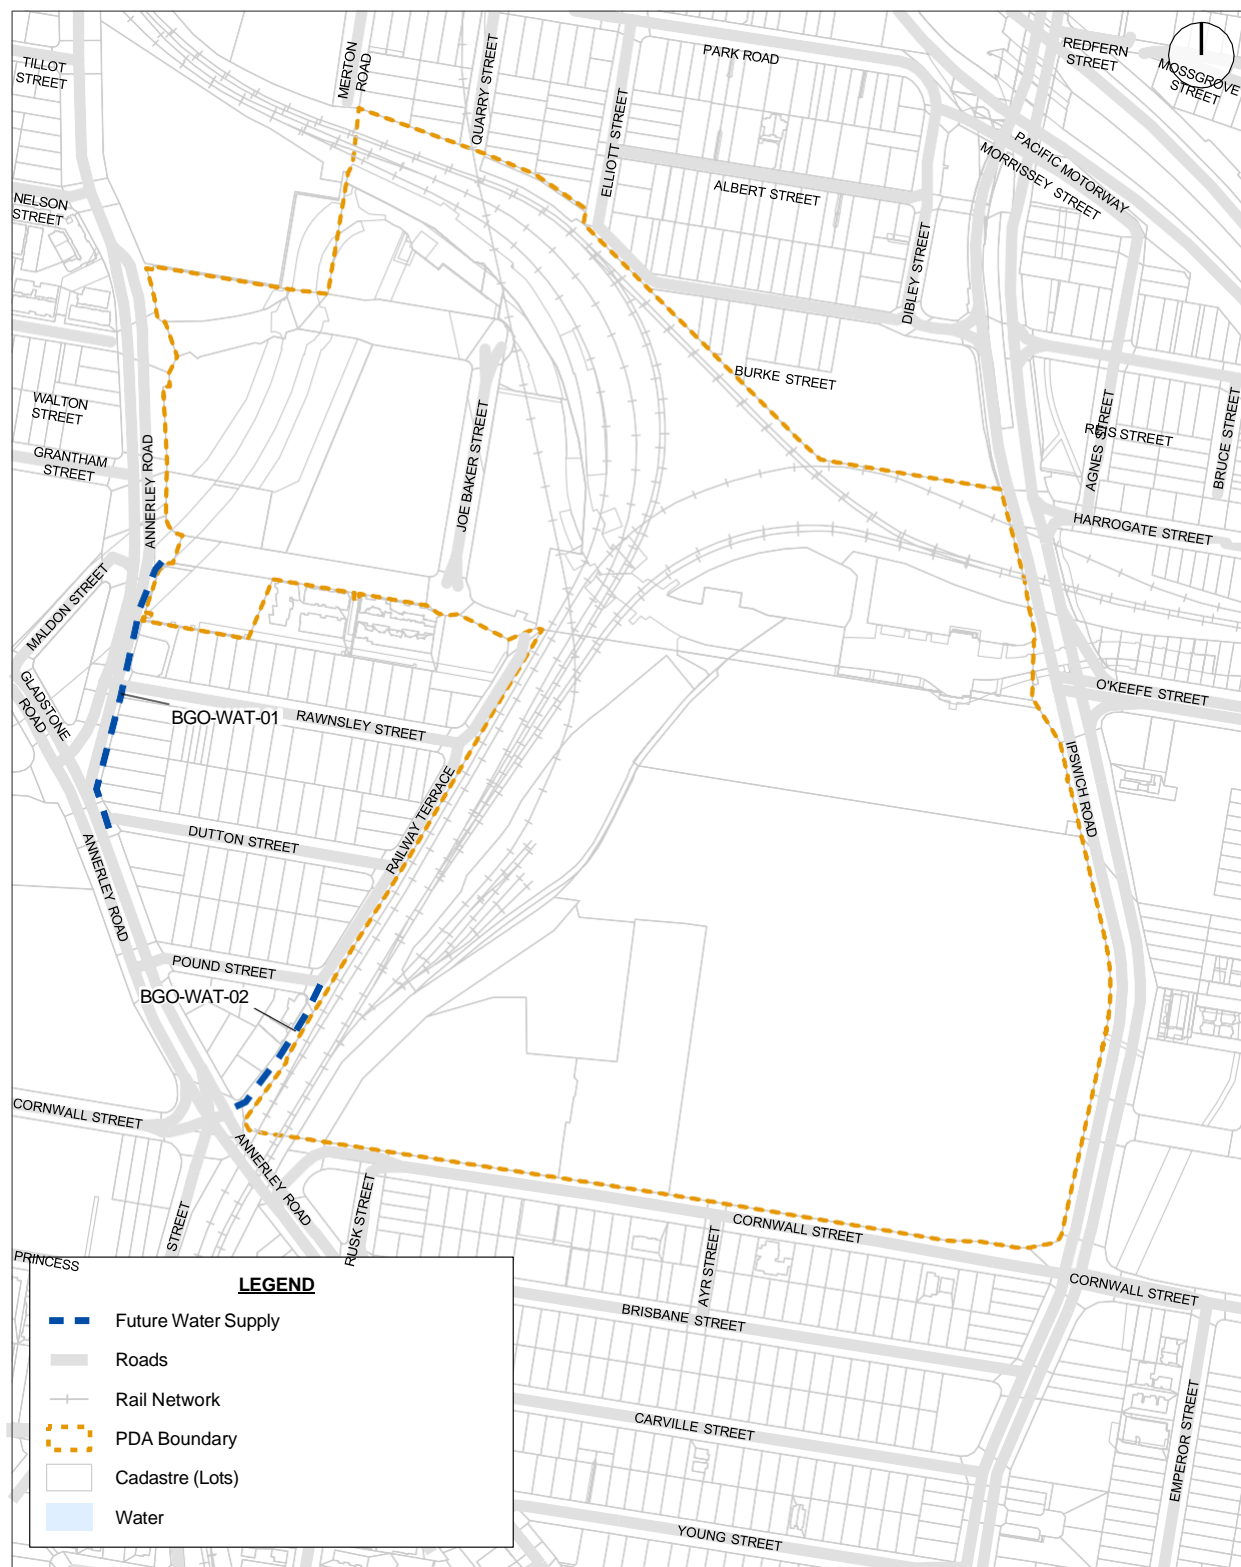 TILLOT
STREET
MERTON
ROAD
QUARRY STREET
PARK ROAD
REDFERN
STREET
MOSSGROVE
STREET
ELLIOTT STREET
PACIFIC MOTORWAY
MORRISSEY STREET
ALBERT STREET
NELSON
STREET
DIBLEY STREET
BURKE STREET
WALTON
STREET
GRANTHAM
STREET
ANNERLEY ROAD
JOE BAKER STREET
REIS STREET
AGNES STREET
BRUCE STREET
HARROGATE STREET
MALDON STREET
GLADSTONE
ROAD
BGO-WAT-01
RAWNSLEY STREET
O'KEEFE STREET
IPSWICH ROAD
RAILWAY TERRACE
DUTTON STREET
ANNERLEY ROAD
POUND STREET
BGO-WAT-02
CORNWALL STREET
ANNERLEY ROAD
STREET
RUSK STREET
CORNWALL STREET
AYR STREET
PRINCESS
CORNWALL STREET
BRISBANE STREET
CARVILLE STREET
EMPEROR STREET
YOUNG STREET
LEGEND
Future Water Supply
Roads
Rail Network
PDA Boundary
Cadastre (Lots)
Water